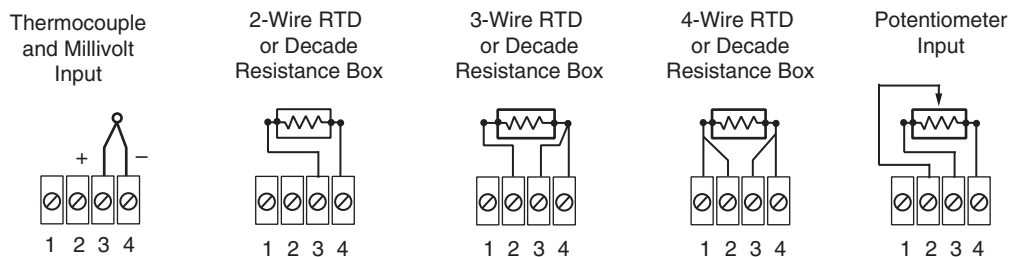 Thermocouple
and Millivolt
Input
+ –
1 2 3 4
2-Wire RTD
or Decade
Resistance Box
1 2 3 4
3-Wire RTD
or Decade
Resistance Box
1 2 3 4
4-Wire RTD
or Decade
Resistance Box
1 2 3 4
Potentiometer
Input
1 2 3 4